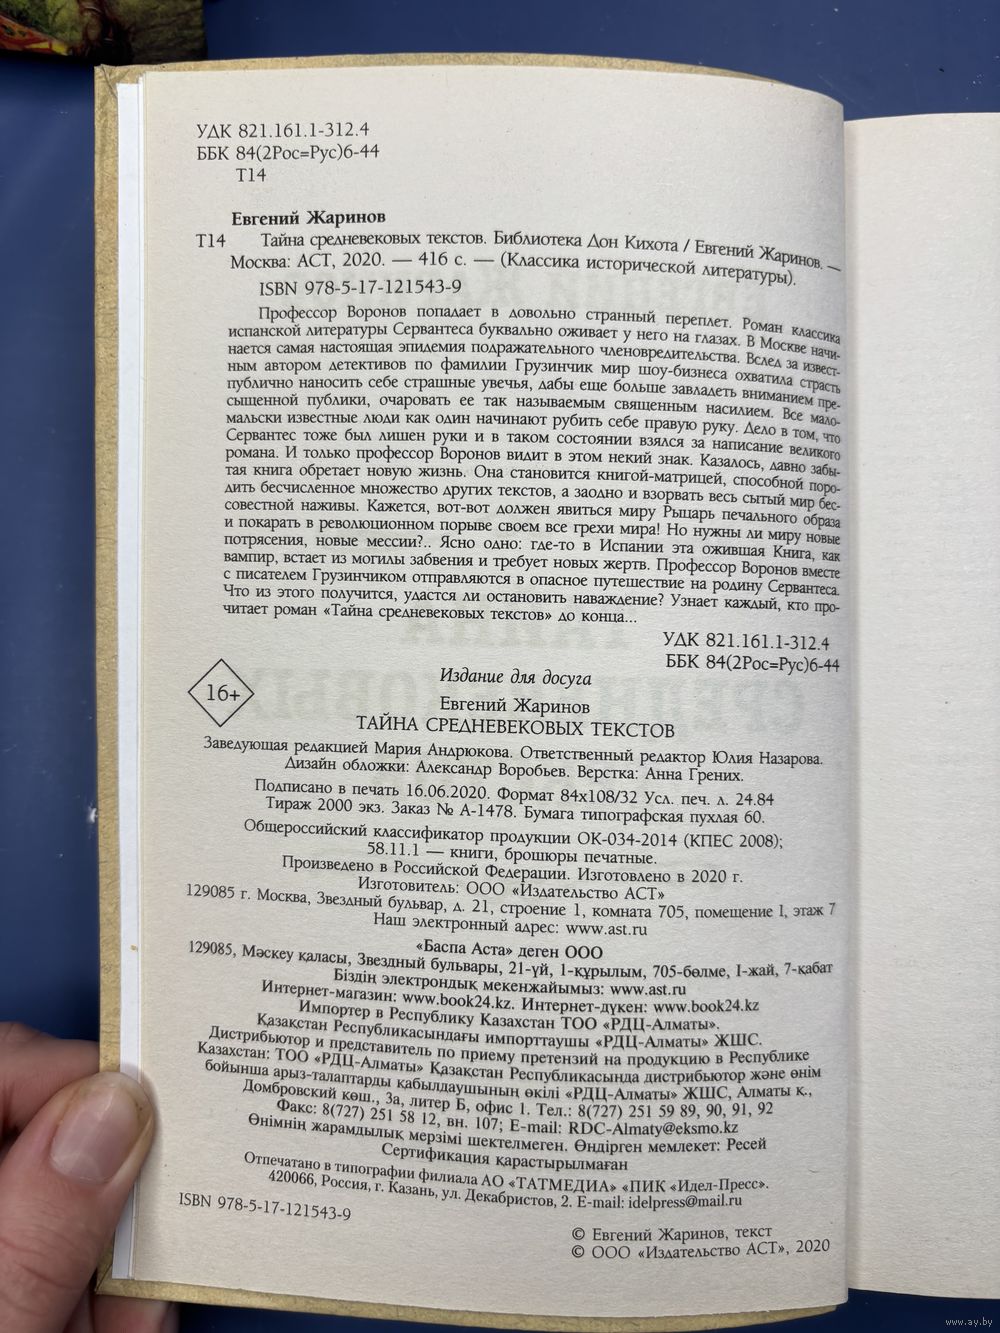 УДК 821.161.1-312.4
ББК 84(2Рос=Рус)6-44
Т14
Евгений Жаринов
Т14 Тайна средневековых текстов. Библиотека Дон Кихота / Евгений Жаринов. —
Москва: АСТ, 2020. — 416 с. — (Классика исторической литературы).
ISBN 978-5-17-121543-9
Профессор Воронов попадает в довольно странный переплет. Роман классика
испанской литературы Сервантеса буквально оживает у него на глазах. В Москве начи-
нается самая настоящая эпидемия подражательного членовредительства. Вслед за извест-
ным автором детективов по фамилии Грузинчик мир шоу-бизнеса охватила страсть
публично наносить себе страшные увечья, дабы еще больше завладеть вниманием пре-
сыщенной публики, очаровать ее так называемым священным насилием. Все мало-
мальски известные люди как один начинают рубить себе правую руку. Дело в том, что
Сервантес тоже был лишен руки и в таком состоянии взялся за написание великого
романа. И только профессор Воронов видит в этом некий знак. Казалось, давно забы-
тая книга обретает новую жизнь. Она становится книгой-матрицей, способной поро-
дить бесчисленное множество других текстов, а заодно и взорвать весь сытый мир бес-
совестной наживы. Кажется, вот-вот должен явиться миру Рыцарь печального образа
и покарать в революционном порыве своем все грехи мира! Но нужны ли миру новые
потрясения, новые мессии?.. Ясно одно: где-то в Испании эта ожившая Книга, как
вампир, встает из могилы забвения и требует новых жертв. Профессор Воронов вместе
с писателем Грузинчиком отправляются в опасное путешествие на родину Сервантеса.
Что из этого получится, удастся ли остановить наваждение? Узнает каждый, кто про-
читает роман «Тайна средневековых текстов» до конца...
УДК 821.161.1-312.4
ББК 84(2Рос=Рус)6-44
16+
Издание для досуга
Евгений Жаринов
ТАЙНА СРЕДНЕВЕКОВЫХ ТЕКСТОВ
Заведующая редакцией Мария Андрюкова. Ответственный редактор Юлия Назарова.
Дизайн обложки: Александр Воробьев. Верстка: Анна Грених.
Подписано в печать 16.06.2020. Формат 84х108/32 Усл. печ. л. 24.84
Тираж 2000 экз. Заказ № А-1478. Бумага типографская пухлая 60.
Общероссийский классификатор продукции ОК-034-2014 (КПЕС 2008);
58.11.1 — книги, брошюры печатные.
Произведено в Российской Федерации. Изготовлено в 2020 г.
Изготовитель: ООО «Издательство АСТ»
129085 г. Москва, Звездный бульвар, д. 21, строение 1, комната 705, помещение I, этаж 7
Наш электронный адрес: www.ast.ru
«Баспа Аста» деген ООО
129085, Мәскеу қаласы, Звездный бульвары, 21-үй, 1-құрылым, 705-бөлме, I-жай, 7-қабат
Біздің электрондық мекенжайымыз: www.ast.ru
Интернет-магазин: www.book24.kz. Интернет-дүкен: www.book24.kz
Импортер в Республику Казахстан ТОО «РДЦ-Алматы».
Қазақстан Республикасындағы импорттаушы «РДЦ-Алматы» ЖШС.
Дистрибьютор и представитель по приему претензий на продукцию в Республике
Казахстан: ТОО «РДЦ-Алматы» Қазақстан Республикасында дистрибьютор және өнім
бойынша арыз-талаптарды қабылдаушының өкілі «РДЦ-Алматы» ЖШС, Алматы к.,
Домбровский көш., 3а, литер Б, офис 1. Тел.: 8(727) 251 59 89, 90, 91, 92
Факс: 8(727) 251 58 12, вн. 107; E-mail: RDC-Almaty@eksmo.kz
Өнімнің жарамдылық мерзімі шектелмеген. Өндірген мемлекет: Ресей
Сертификация қарастырылмаған
Отпечатано в типографии филиала АО «ТАТМЕДИА» «ПИК «Идел-Пресс».
420066, Россия, г. Казань, ул. Декабристов, 2. E-mail: idelpress@mail.ru
ISBN 978-5-17-121543-9
© Евгений Жаринов, текст
© ООО «Издательство АСТ», 2020
www.ay.by